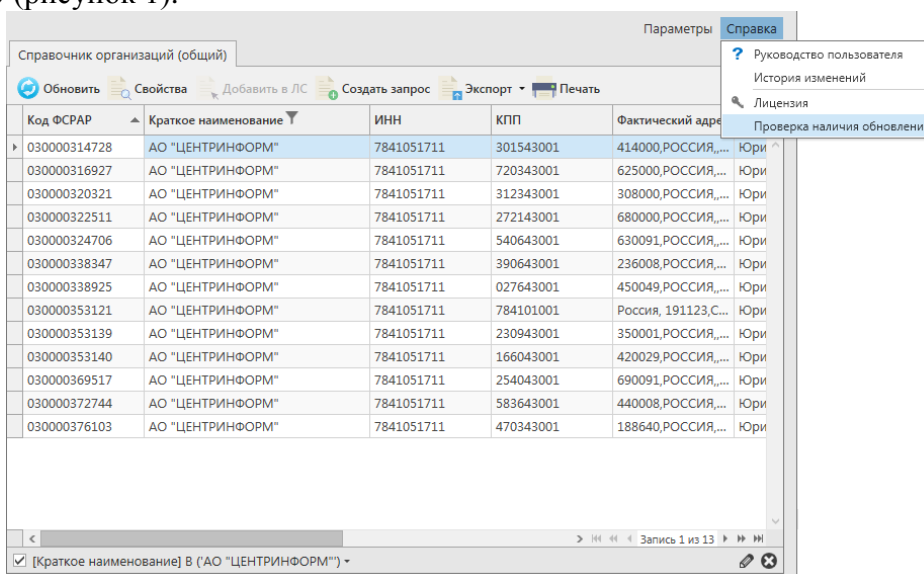 (рисунок 1).
Параметры Справка
Справочник организаций (общий)
? Руководство пользователя
История изменений
Лицензия
Проверка наличия обновлени
Обновить Свойства Добавить в ЛС Создать запрос Экспорт Печать
Код ФСРАР Краткое наименование ИНН КПП Фактический адре
030000314728 АО "ЦЕНТРИНФОРМ" 7841051711 301543001 414000,РОССИЯ,,... Юри
030000316927 АО "ЦЕНТРИНФОРМ" 7841051711 720343001 625000,РОССИЯ,... Юри
030000320321 АО "ЦЕНТРИНФОРМ" 7841051711 312343001 308000,РОССИЯ,,... Юри
030000322511 АО "ЦЕНТРИНФОРМ" 7841051711 272143001 680000,РОССИЯ,... Юри
030000324706 АО "ЦЕНТРИНФОРМ" 7841051711 540643001 630091,РОССИЯ,,... Юри
030000338347 АО "ЦЕНТРИНФОРМ" 7841051711 390643001 236008,РОССИЯ,... Юри
030000338925 АО "ЦЕНТРИНФОРМ" 7841051711 027643001 450049,РОССИЯ,,... Юри
030000353121 АО "ЦЕНТРИНФОРМ" 7841051711 784101001 Россия, 191123,С... Юри
030000353139 АО "ЦЕНТРИНФОРМ" 7841051711 230943001 350001,РОССИЯ,,... Юри
030000353140 АО "ЦЕНТРИНФОРМ" 7841051711 166043001 420029,РОССИЯ,,... Юри
030000369517 АО "ЦЕНТРИНФОРМ" 7841051711 254043001 690091,РОССИЯ,,... Юри
030000372744 АО "ЦЕНТРИНФОРМ" 7841051711 583643001 440008,РОССИЯ,,... Юри
030000376103 АО "ЦЕНТРИНФОРМ" 7841051711 470343001 188640,РОССИЯ,... Юри
Запись 1 из 13
[Краткое наименование] В ('АО "ЦЕНТРИНФОРМ"')